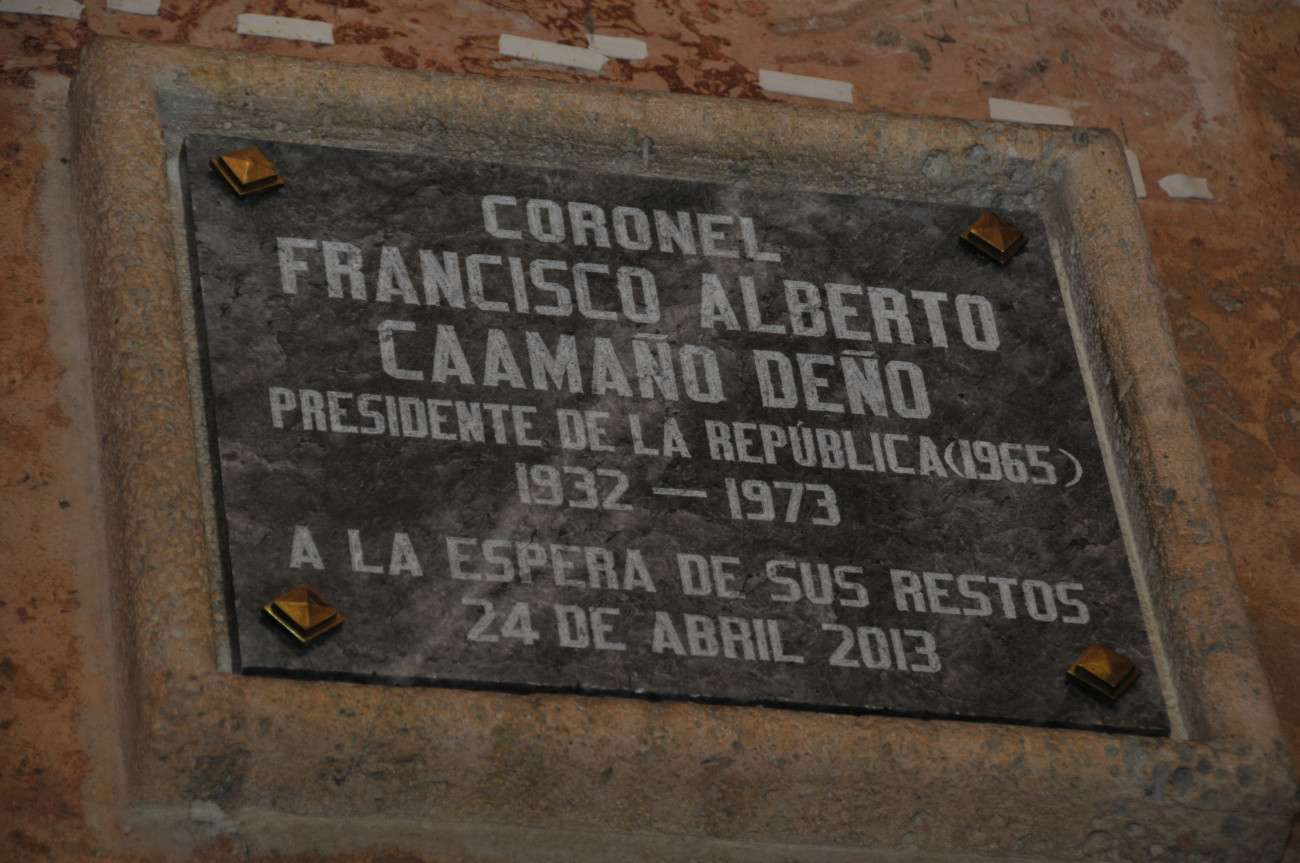 CORONEL
FRANCISCO ALBERTO
CAAMAÑO DEÑO
PRESIDENTE DE LA REPÚBLICA (1965)
1932 — 1973
A LA ESPERA DE SUS RESTOS
24 DE ABRIL 2013